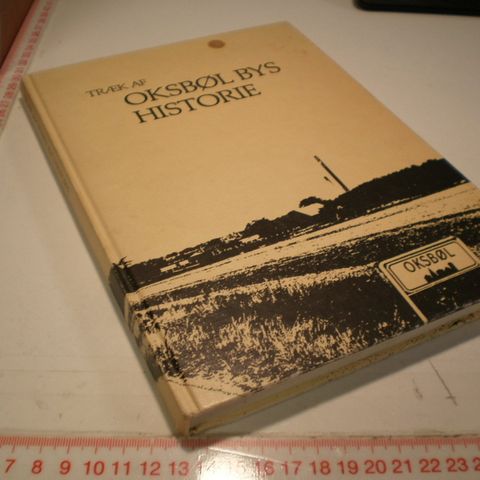 TRÆK AF
OKSBØL BYS
HISTORIE
OKSBØL
7 8 9 10 11 12 13 14 15 16 17 18 19 20 21 22 23